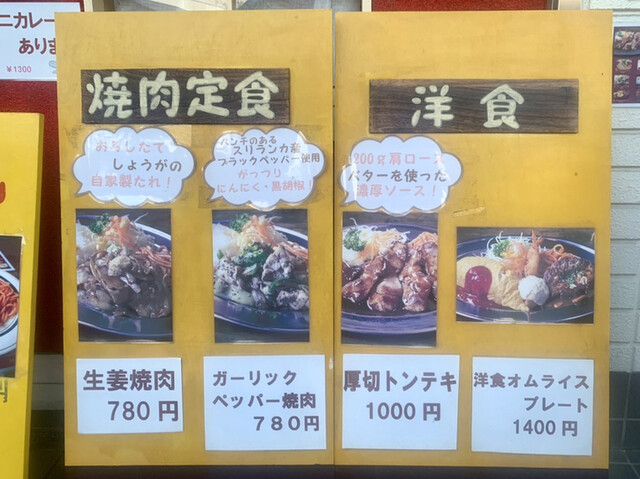 ニカレー
あります
¥1300
焼肉定食
洋食
おろしたて
しょうがの
自家製たれ！
パンチのある
スリランカ産
ブラックペッパー使用
がっつり
にんにく・黒胡椒
200g肩ロース
バターを使った
濃厚ソース！
生姜焼肉
780円
ガーリック
ペッパー焼肉
780円
厚切トンテキ
1000円
洋食オムライス
プレート
1400円